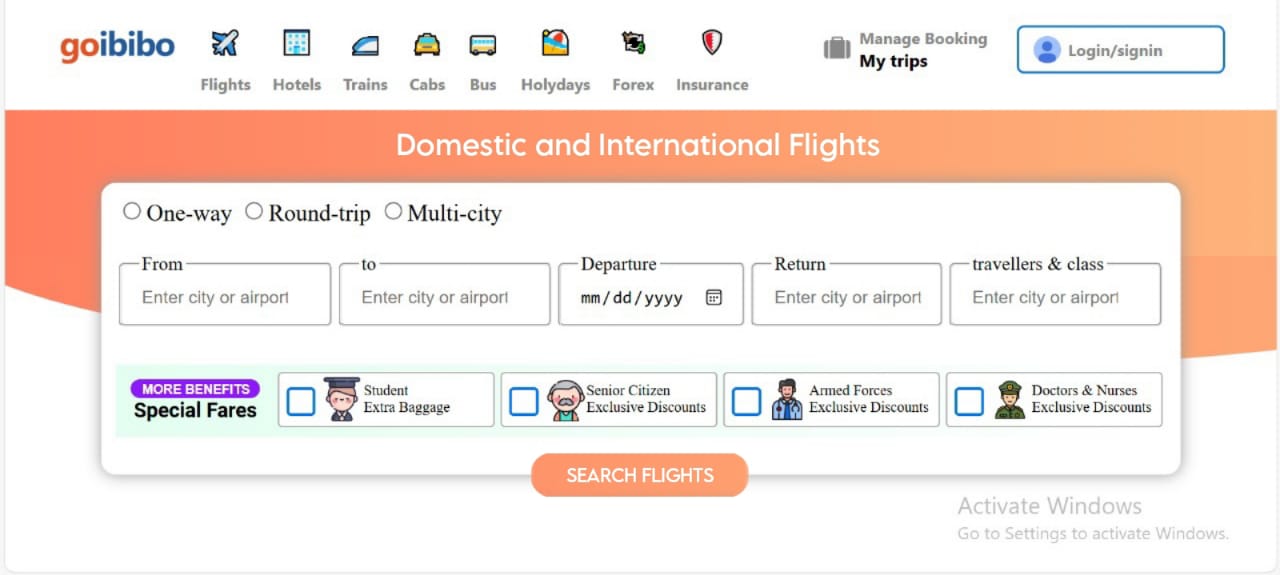 goibibo
Flights Hotels Trains Cabs Bus Holydays Forex Insurance
Manage Booking
My trips
Login/signin
Domestic and International Flights
One-way Round-trip Multi-city
From to Departure Return travellers & class
Enter city or airport Enter city or airport mm/dd/yyyy Enter city or airport Enter city or airport
MORE BENEFITS
Special Fares
Student
Extra Baggage
Senior Citizen
Exclusive Discounts
Armed Forces
Exclusive Discounts
Doctors & Nurses
Exclusive Discounts
SEARCH FLIGHTS
Activate Windows
Go to Settings to activate Windows.